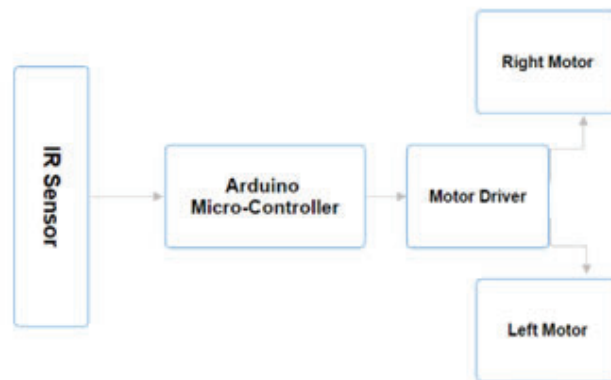 IR Sensor
Arduino
Micro-Controller
Motor Driver
Right Motor
Left Motor